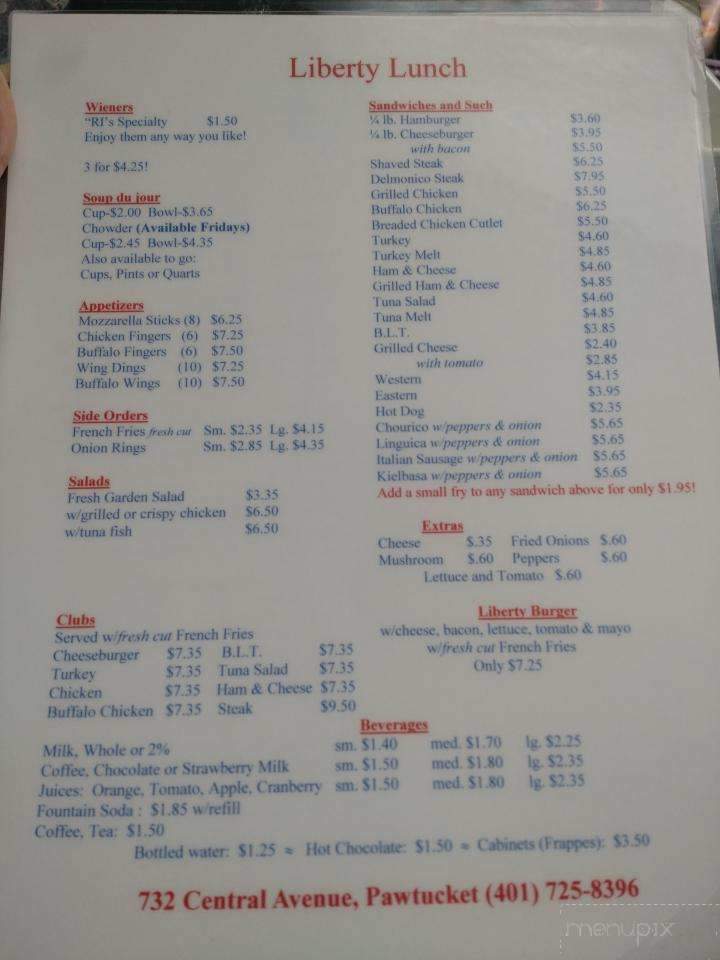 Liberty Lunch
Wieners
"RI's Specialty $1.50
Enjoy them any way you like!
3 for $4.25!
Soup du jour
Cup-$2.00 Bowl-$3.65
Chowder (Available Fridays)
Cup-$2.45 Bowl-$4.35
Also available to go:
Cups, Pints or Quarts
Appetizers
Mozzarella Sticks (8) $6.25
Chicken Fingers (6) $7.25
Buffalo Fingers (6) $7.50
Wing Dings (10) $7.25
Buffalo Wings (10) $7.50
Side Orders
French Fries fresh cut Sm. $2.35 Lg. $4.15
Onion Rings Sm. $2.85 Lg. $4.35
Salads
Fresh Garden Salad $3.35
w/grilled or crispy chicken $6.50
w/tuna fish $6.50
Sandwiches and Such
¼ lb. Hamburger $3.60
¼ lb. Cheeseburger $3.95
with bacon $5.50
Shaved Steak $6.25
Delmonico Steak $7.95
Grilled Chicken $5.50
Buffalo Chicken $6.25
Breaded Chicken Cutlet $5.50
Turkey $4.60
Turkey Melt $4.85
Ham & Cheese $4.60
Grilled Ham & Cheese $4.85
Tuna Salad $4.60
Tuna Melt $4.85
B.L.T. $3.85
Grilled Cheese $2.40
with tomato $2.85
Western $4.15
Eastern $3.95
Hot Dog $2.35
Chourico w/peppers & onion $5.65
Linguica w/peppers & onion $5.65
Italian Sausage w/peppers & onion $5.65
Kielbasa w/peppers & onion $5.65
Add a small fry to any sandwich above for only $1.95!
Extras
Cheese $.35 Fried Onions $.60
Mushroom $.60 Peppers $.60
Lettuce and Tomato $.60
Clubs
Served w/fresh cut French Fries
Cheeseburger $7.35 B.L.T. $7.35
Turkey $7.35 Tuna Salad $7.35
Chicken $7.35 Ham & Cheese $7.35
Buffalo Chicken $7.35 Steak $9.50
Liberty Burger
w/cheese, bacon, lettuce, tomato & mayo
w/fresh cut French Fries
Only $7.25
Beverages
Milk, Whole or 2% sm. $1.40 med. $1.70 lg. $2.25
Coffee, Chocolate or Strawberry Milk sm. $1.50 med. $1.80 lg. $2.35
Juices: Orange, Tomato, Apple, Cranberry sm. $1.50 med. $1.80 lg. $2.35
Fountain Soda : $1.85 w/refill
Coffee, Tea: $1.50
Bottled water: $1.25 ≈ Hot Chocolate: $1.50 ≈ Cabinets (Frappes): $3.50
732 Central Avenue, Pawtucket (401) 725-8396
menupix